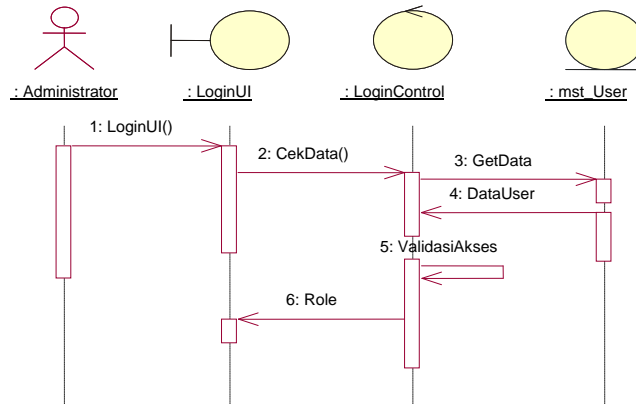 : Administrator
: LoginUI
: LoginControl
: mst_User
1: LoginUI()
2: CekData()
3: GetData
4: DataUser
5: ValidasiAkses
6: Role